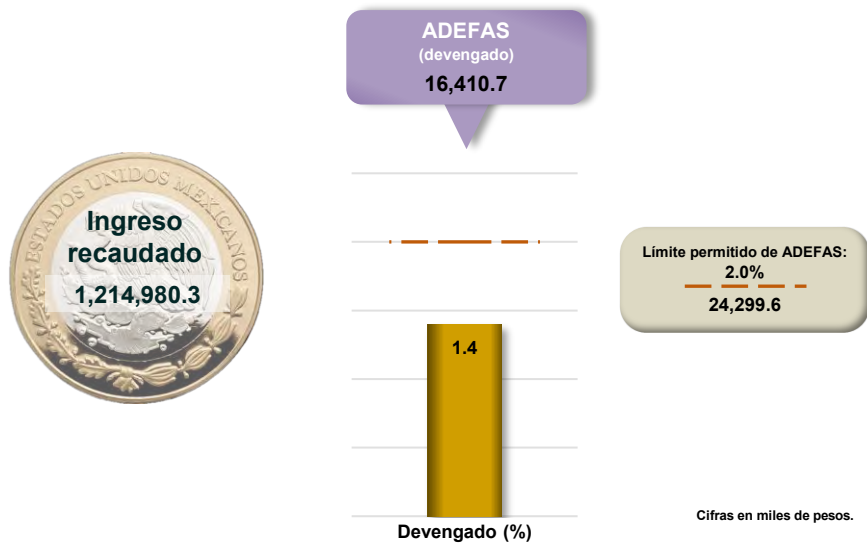 ADEFAS
(devengado)
16,410.7
ESTADOS UNIDOS MEXICANOS
Ingreso
recaudado
1,214,980.3
Límite permitido de ADEFAS:
2.0%
24,299.6
1.4
Devengado (%)
Cifras en miles de pesos.